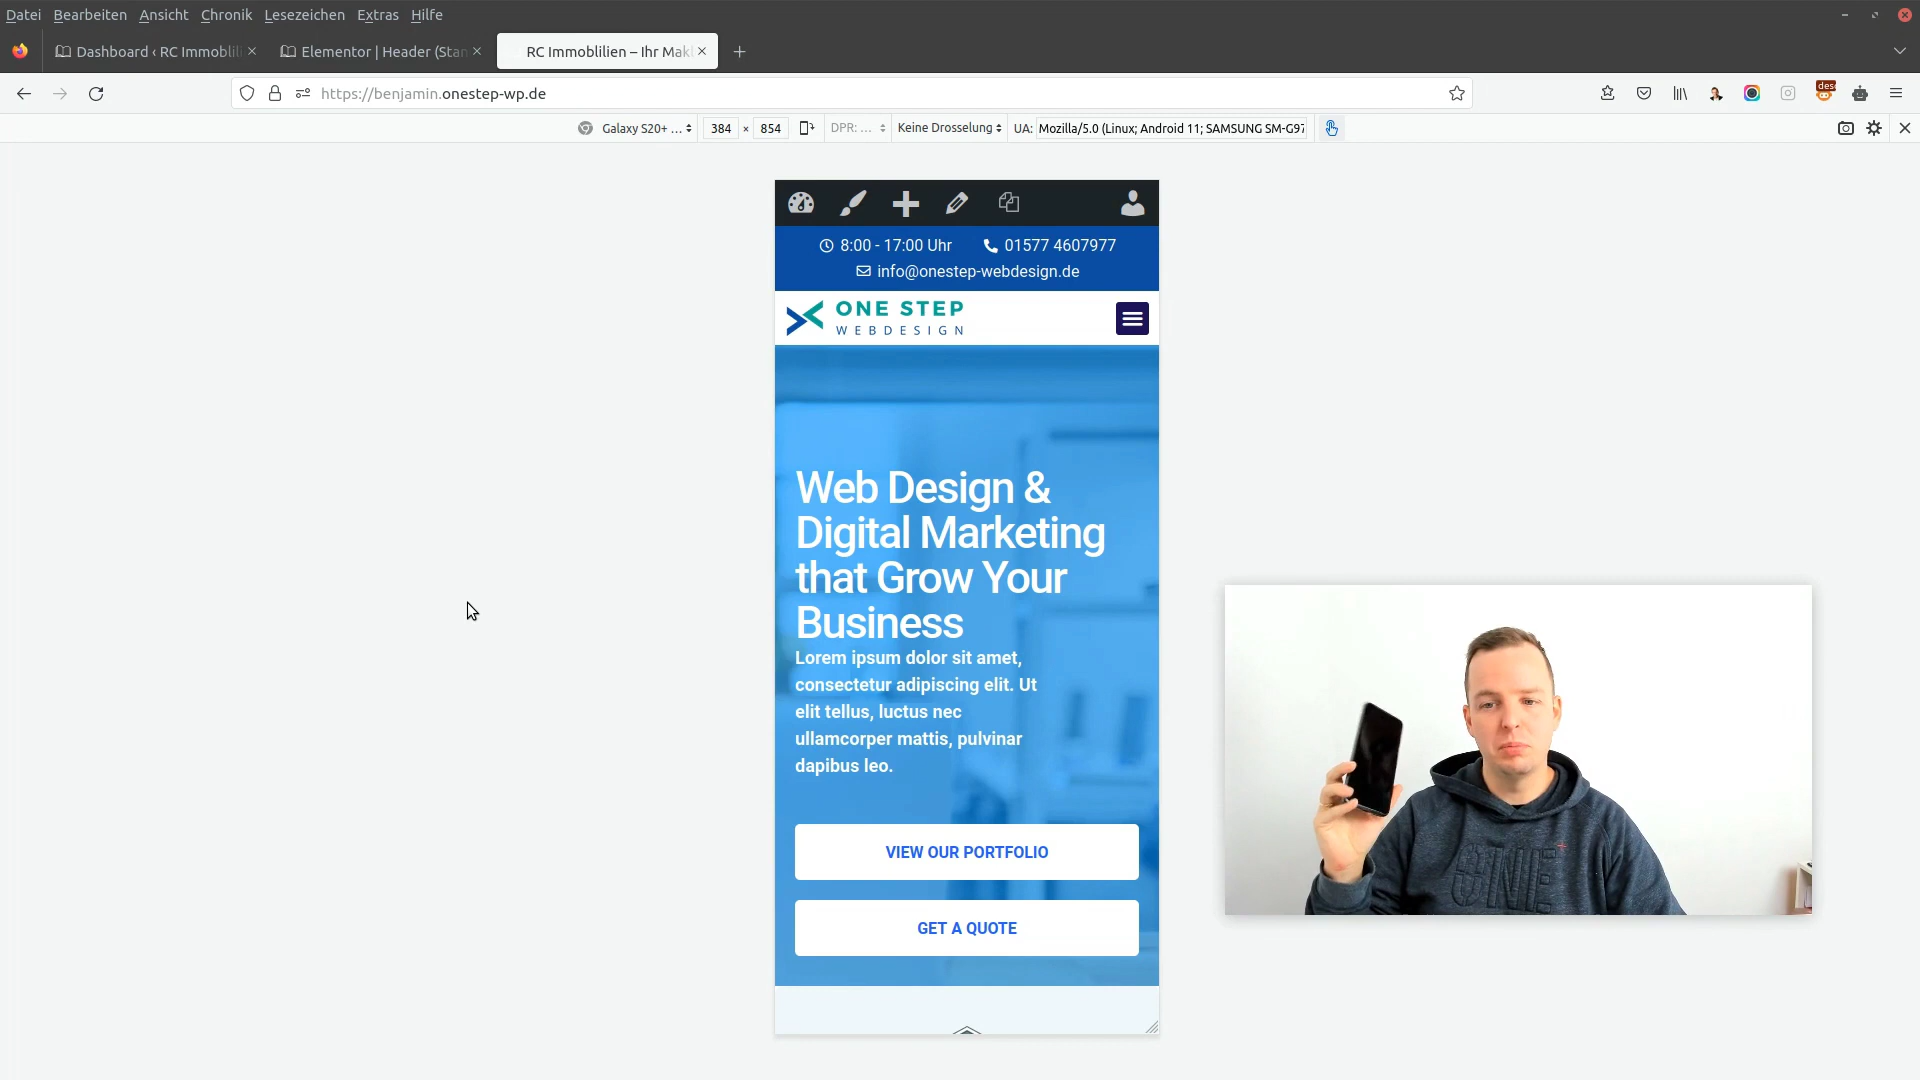 Datei Bearbeiten Ansicht Chronik Lesezeichen Extras Hilfe
Dashboard ‹ RC Immoblil
Elementor | Header (Stan
RC Immoblilien – Ihr Makl
https://benjamin.onestep-wp.de
Galaxy S20+ ... 384 × 854 DPR: ... Keine Drosselung UA: Mozilla/5.0 (Linux; Android 11; SAMSUNG SM-G97
8:00 - 17:00 Uhr 01577 4607977
info@onestep-webdesign.de
ONE STEP
WEBDESIGN
Web Design &
Digital Marketing
that Grow Your
Business
Lorem ipsum dolor sit amet,
consectetur adipiscing elit. Ut
elit tellus, luctus nec
ullamcorper mattis, pulvinar
dapibus leo.
VIEW OUR PORTFOLIO
GET A QUOTE
ONE